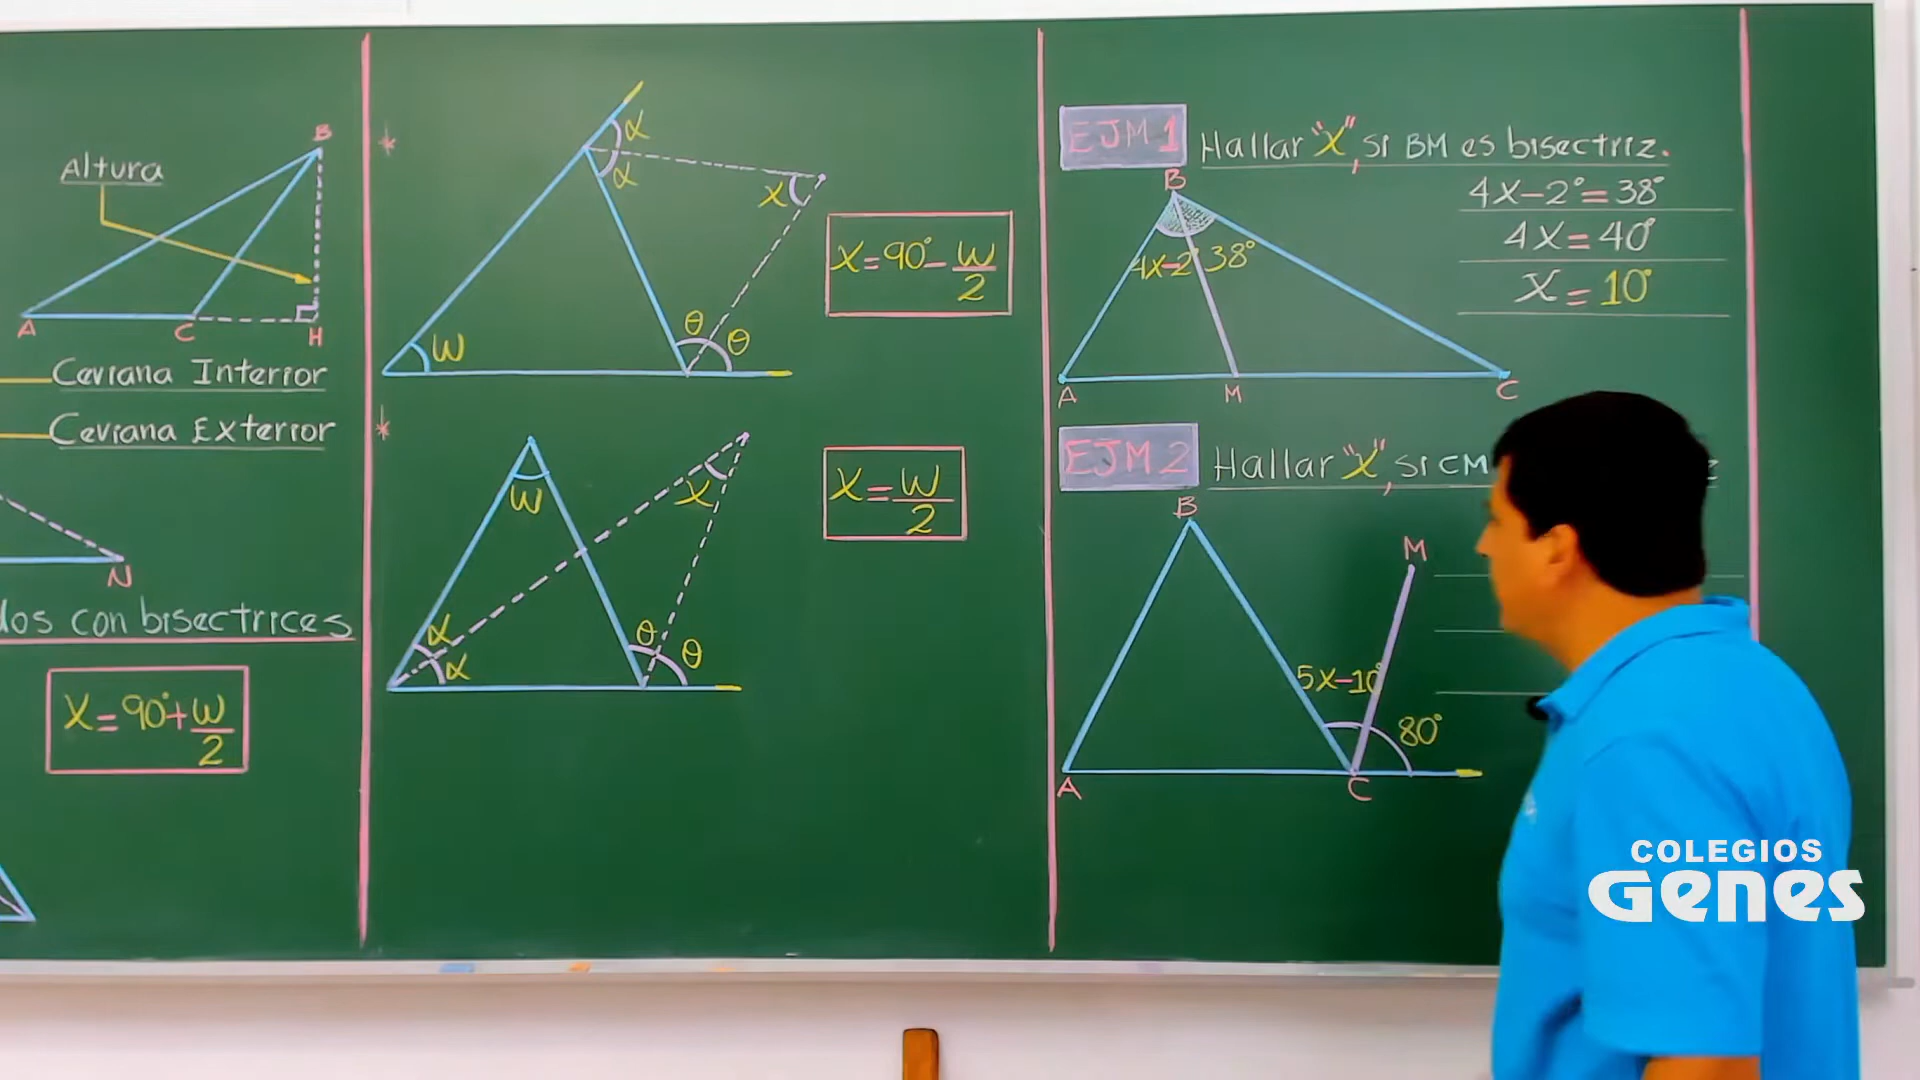 Altura
B
A
C
H
Ceviana Interior
Ceviana Exterior
N
dos con bisectrices
X=90°+W/2
*
α
α
X
W
θ
θ
X=90°-W/2
*
W
X
α
α
θ
θ
X=W/2
EJM 1 Hallar "X", si BM es bisectriz.
B
4X-2° 38°
A
M
C
4X-2°=38°
4X=40°
X=10°
EJM 2 Hallar "X", si CM
B
M
5X-10°
80°
A
C
COLEGIOS
Genes